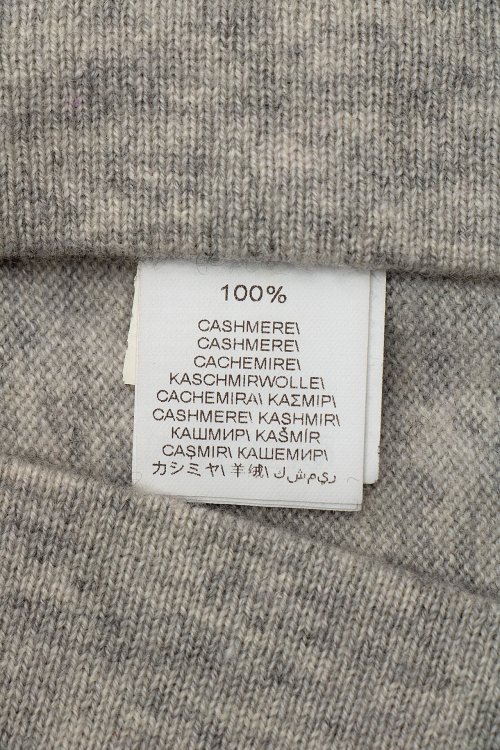 100%
CASHMERE\
CASHMERE\
CACHEMIRE\
KASCHMIRWOLLE\
CACHEMIRA\ ΚΑΣΜΙΡ\
CASHMERE\ KASHMIR\
КАШМИР\ KAŠMÍR
CAŞMIR\ КАШЕМИР\
カシミヤ\ 羊绒\ كشمير